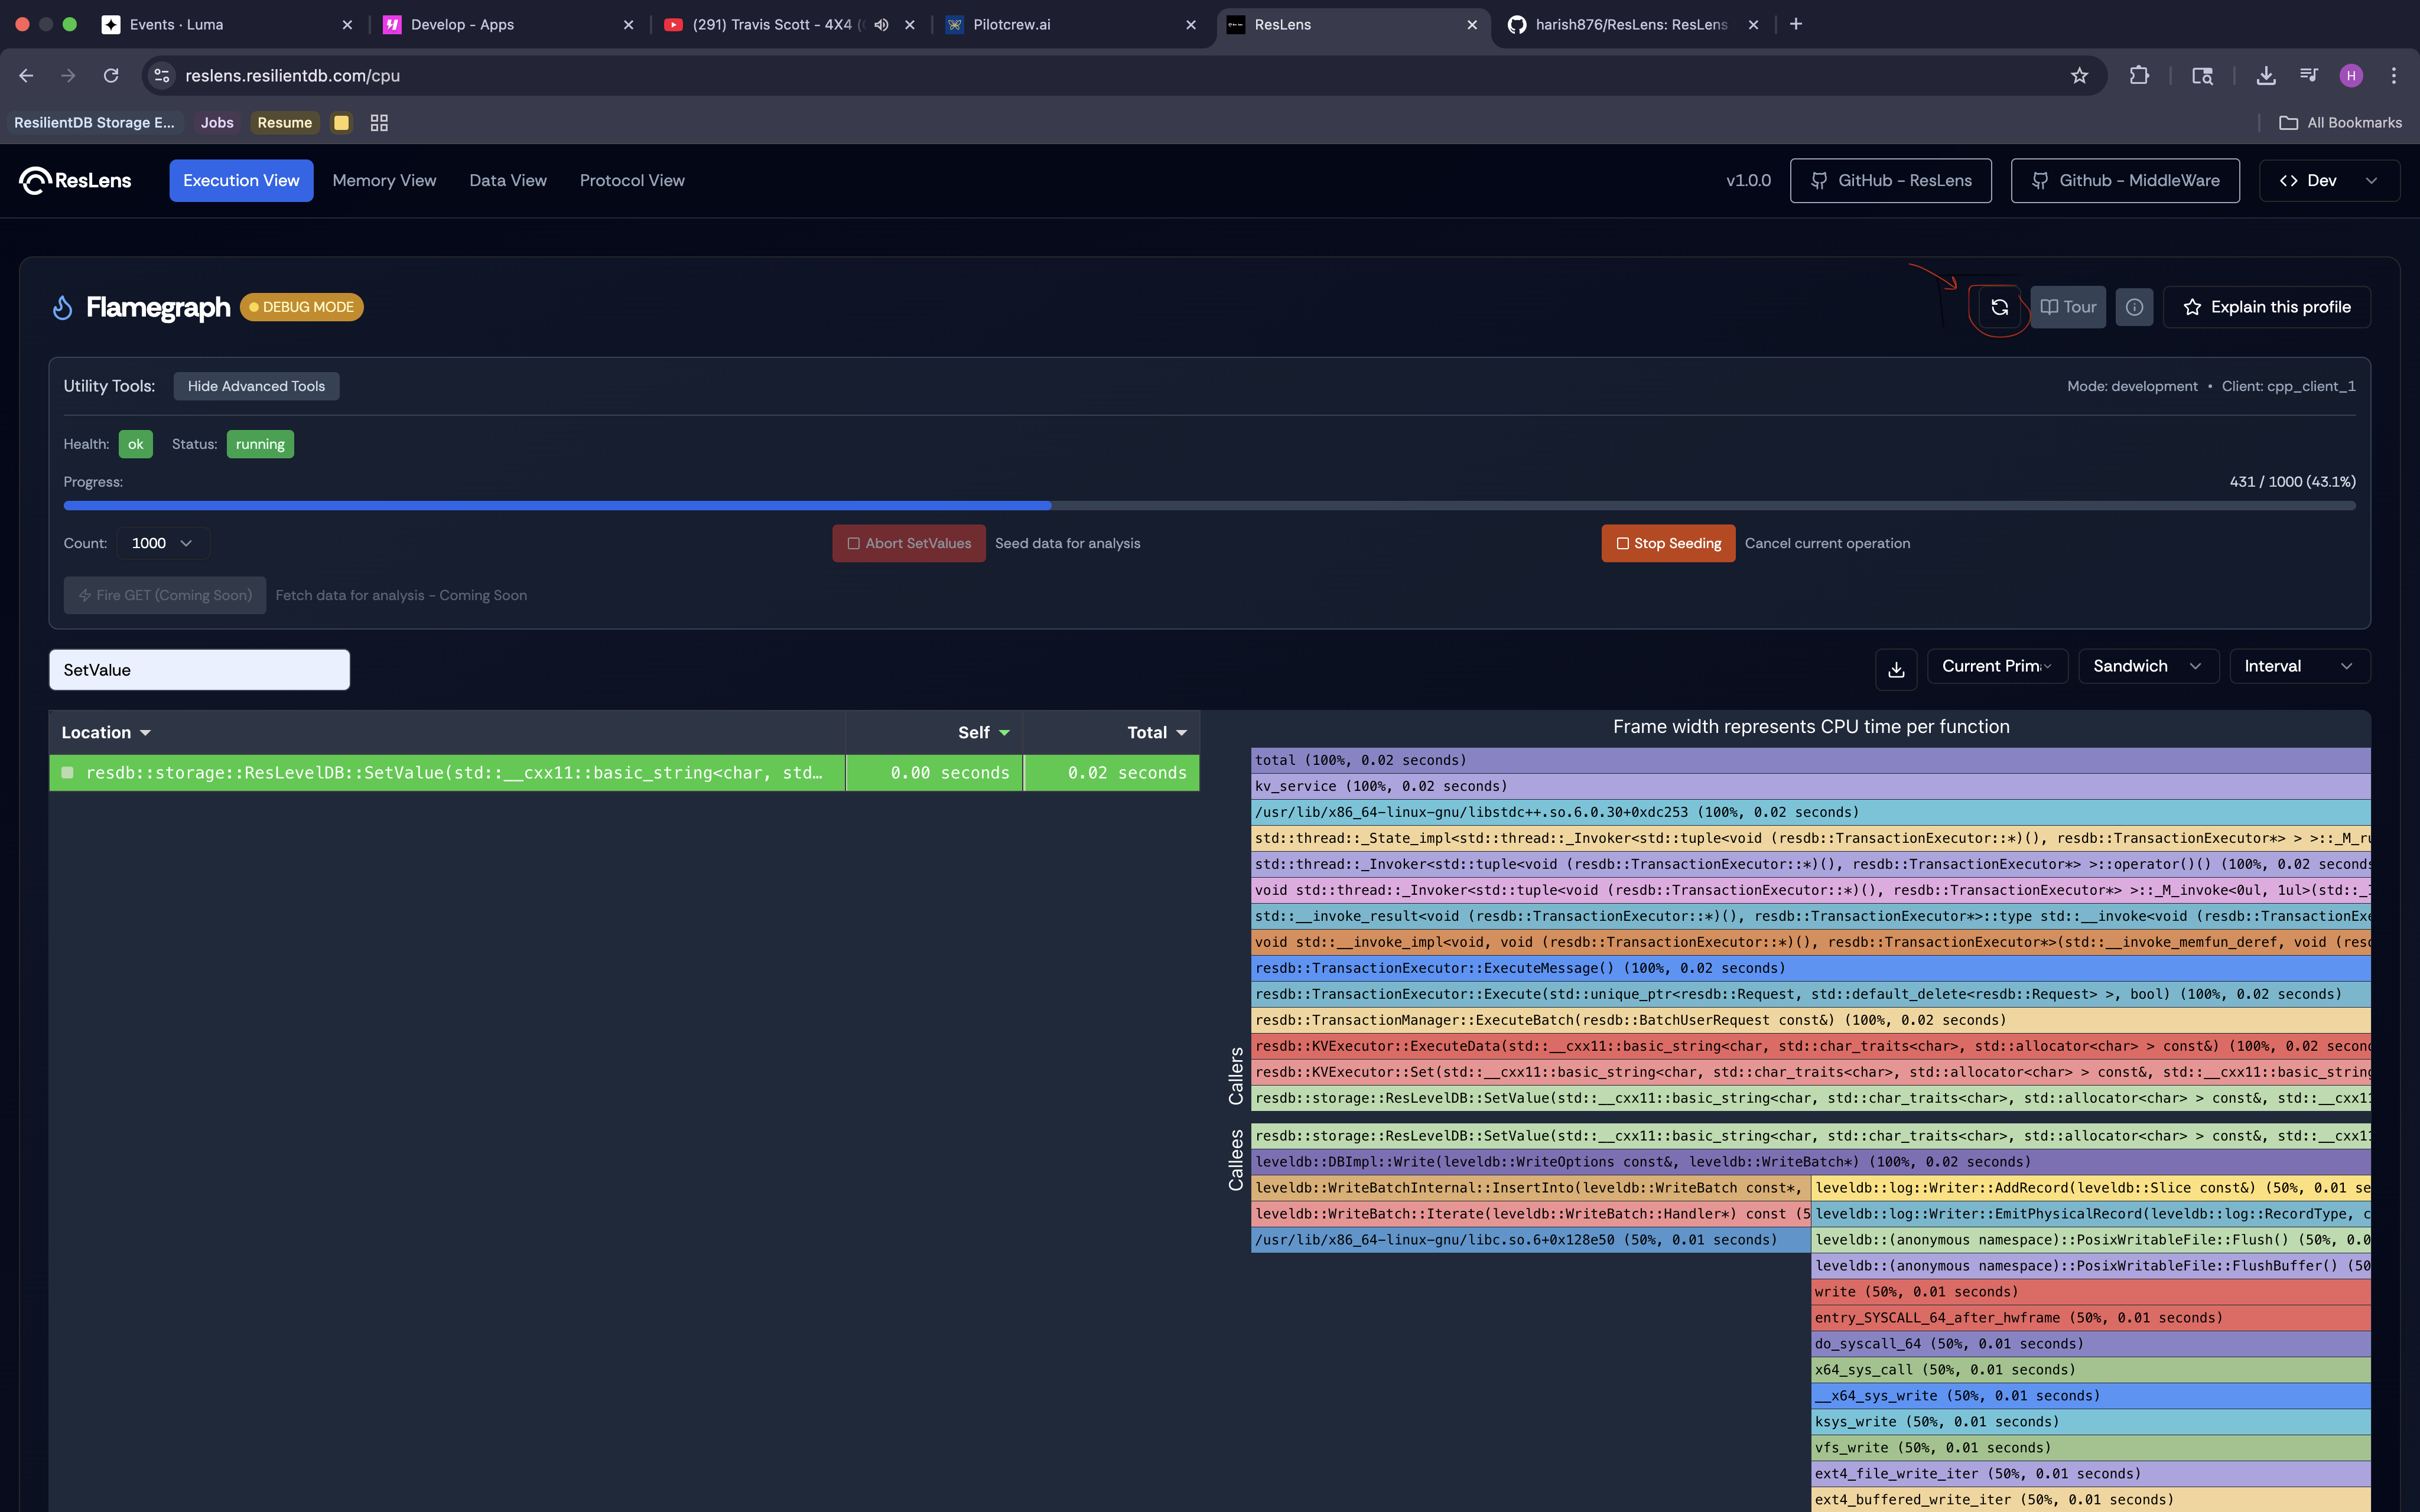 Events · Luma
Develop - Apps
(291) Travis Scott - 4X4 (
Pilotcrew.ai
ResLens
harish876/ResLens: ResLens
reslens.resilientdb.com/cpu
H
ResilientDB Storage E...
Jobs
Resume
All Bookmarks
ResLens
Execution View
Memory View
Data View
Protocol View
v1.0.0
GitHub - ResLens
Github - MiddleWare
<> Dev
Flamegraph
DEBUG MODE
Tour
Explain this profile
Utility Tools:
Hide Advanced Tools
Mode: development • Client: cpp_client_1
Health: ok Status: running
Progress:
431 / 1000 (43.1%)
Count: 1000
Abort SetValues
Seed data for analysis
Stop Seeding
Cancel current operation
Fire GET (Coming Soon)
Fetch data for analysis - Coming Soon
SetValue
Current Prim
Sandwich
Interval
Location
Self
Total
resdb::storage::ResLevelDB::SetValue(std::__cxx11::basic_string<char, std…
0.00 seconds
0.02 seconds
Frame width represents CPU time per function
total (100%, 0.02 seconds)
kv_service (100%, 0.02 seconds)
/usr/lib/x86_64-linux-gnu/libstdc++.so.6.0.30+0xdc253 (100%, 0.02 seconds)
std::thread::_State_impl<std::thread::_Invoker<std::tuple<void (resdb::TransactionExecutor::*)(), resdb::TransactionExecutor*> > >::_M_ru
std::thread::_Invoker<std::tuple<void (resdb::TransactionExecutor::*)(), resdb::TransactionExecutor*> >::operator()() (100%, 0.02 seconds
void std::thread::_Invoker<std::tuple<void (resdb::TransactionExecutor::*)(), resdb::TransactionExecutor*> >::_M_invoke<0ul, 1ul>(std::_I
std::__invoke_result<void (resdb::TransactionExecutor::*)(), resdb::TransactionExecutor*>::type std::__invoke<void (resdb::TransactionExe
void std::__invoke_impl<void, void (resdb::TransactionExecutor::*)(), resdb::TransactionExecutor*>(std::__invoke_memfun_deref, void (resd
resdb::TransactionExecutor::ExecuteMessage() (100%, 0.02 seconds)
resdb::TransactionExecutor::Execute(std::unique_ptr<resdb::Request, std::default_delete<resdb::Request> >, bool) (100%, 0.02 seconds)
resdb::TransactionManager::ExecuteBatch(resdb::BatchUserRequest const&) (100%, 0.02 seconds)
resdb::KVExecutor::ExecuteData(std::__cxx11::basic_string<char, std::char_traits<char>, std::allocator<char> > const&) (100%, 0.02 second
resdb::KVExecutor::Set(std::__cxx11::basic_string<char, std::char_traits<char>, std::allocator<char> > const&, std::__cxx11::basic_string
resdb::storage::ResLevelDB::SetValue(std::__cxx11::basic_string<char, std::char_traits<char>, std::allocator<char> > const&, std::__cxx11
Callers
Callees
resdb::storage::ResLevelDB::SetValue(std::__cxx11::basic_string<char, std::char_traits<char>, std::allocator<char> > const&, std::__cxx11
leveldb::DBImpl::Write(leveldb::WriteOptions const&, leveldb::WriteBatch*) (100%, 0.02 seconds)
leveldb::WriteBatchInternal::InsertInto(leveldb::WriteBatch const*,
leveldb::log::Writer::AddRecord(leveldb::Slice const&) (50%, 0.01 se
leveldb::WriteBatch::Iterate(leveldb::WriteBatch::Handler*) const (5
leveldb::log::Writer::EmitPhysicalRecord(leveldb::log::RecordType, c
/usr/lib/x86_64-linux-gnu/libc.so.6+0x128e50 (50%, 0.01 seconds)
leveldb::(anonymous namespace)::PosixWritableFile::Flush() (50%, 0.0
leveldb::(anonymous namespace)::PosixWritableFile::FlushBuffer() (50
write (50%, 0.01 seconds)
entry_SYSCALL_64_after_hwframe (50%, 0.01 seconds)
do_syscall_64 (50%, 0.01 seconds)
x64_sys_call (50%, 0.01 seconds)
__x64_sys_write (50%, 0.01 seconds)
ksys_write (50%, 0.01 seconds)
vfs_write (50%, 0.01 seconds)
ext4_file_write_iter (50%, 0.01 seconds)
ext4_buffered_write_iter (50%, 0.01 seconds)